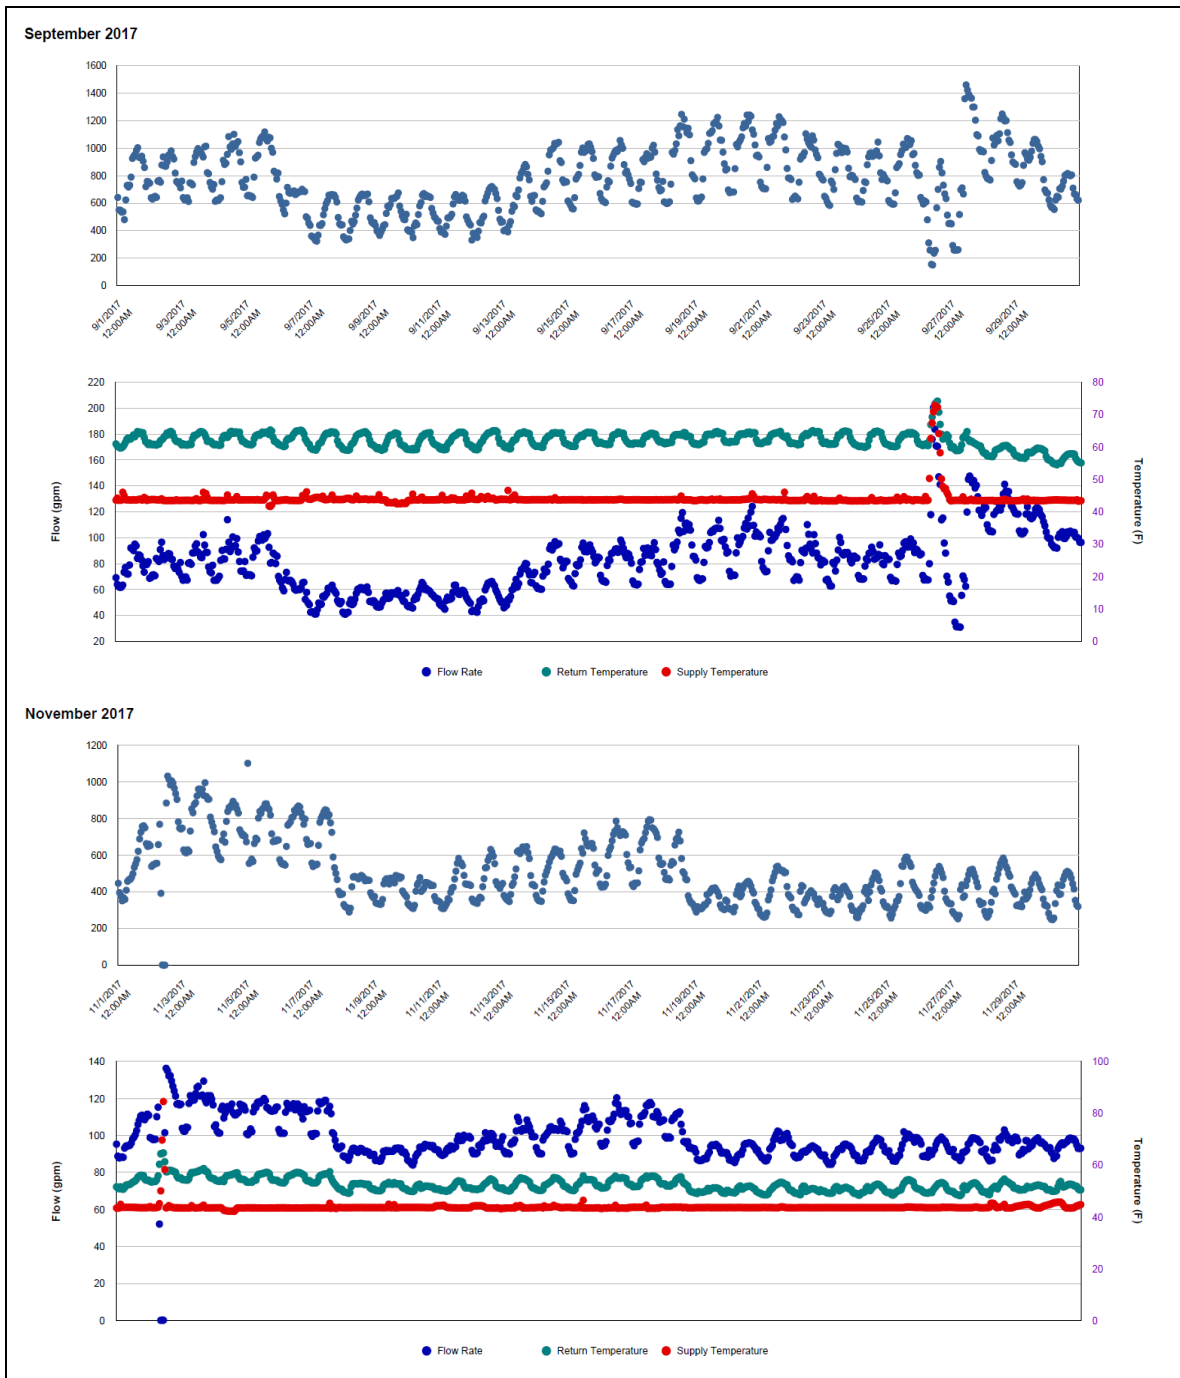 September 2017
1600
1400
1200
1000
800
600
400
200
0
9/1/2017 12:00AM
9/3/2017 12:00AM
9/5/2017 12:00AM
9/7/2017 12:00AM
9/9/2017 12:00AM
9/11/2017 12:00AM
9/13/2017 12:00AM
9/15/2017 12:00AM
9/17/2017 12:00AM
9/19/2017 12:00AM
9/21/2017 12:00AM
9/23/2017 12:00AM
9/25/2017 12:00AM
9/27/2017 12:00AM
9/29/2017 12:00AM
220
200
180
160
140
120
100
80
60
40
20
Flow (gpm)
80
70
60
50
40
30
20
10
0
Temperature (F)
Flow Rate
Return Temperature
Supply Temperature
November 2017
1200
1000
800
600
400
200
0
11/1/2017 12:00AM
11/3/2017 12:00AM
11/5/2017 12:00AM
11/7/2017 12:00AM
11/9/2017 12:00AM
11/11/2017 12:00AM
11/13/2017 12:00AM
11/15/2017 12:00AM
11/17/2017 12:00AM
11/19/2017 12:00AM
11/21/2017 12:00AM
11/23/2017 12:00AM
11/25/2017 12:00AM
11/27/2017 12:00AM
11/29/2017 12:00AM
140
120
100
80
60
40
20
0
Flow (gpm)
100
80
60
40
20
0
Temperature (F)
Flow Rate
Return Temperature
Supply Temperature